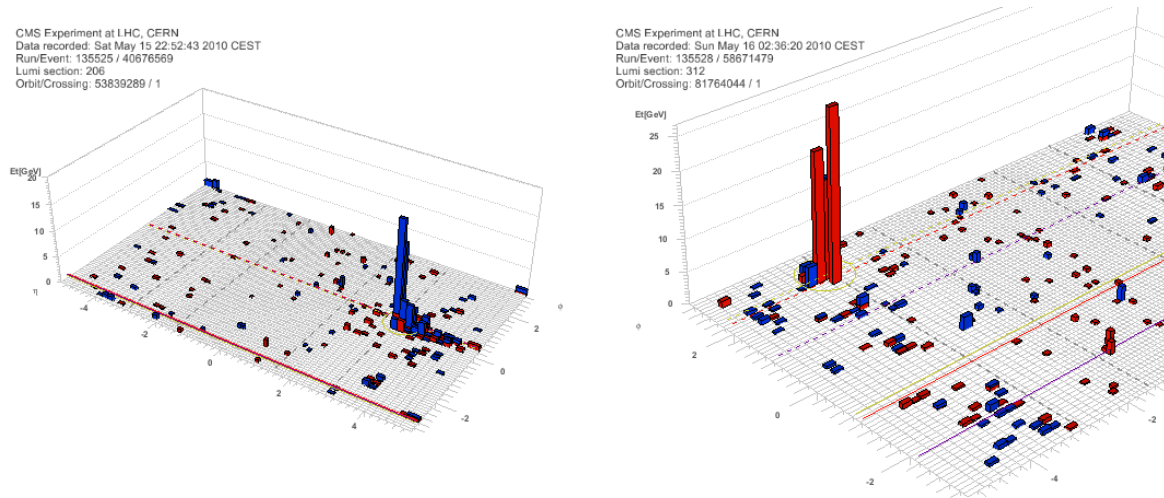 CMS Experiment at LHC, CERN
Data recorded: Sat May 15 22:52:43 2010 CEST
Run/Event: 135525 / 40676569
Lumi section: 206
Orbit/Crossing: 53839289 / 1
Et[GeV]
20
15
10
5
0
η
-4
-2
0
2
4
φ
2
0
-2
CMS Experiment at LHC, CERN
Data recorded: Sun May 16 02:36:20 2010 CEST
Run/Event: 135528 / 58671479
Lumi section: 312
Orbit/Crossing: 81764044 / 1
Et[GeV]
25
20
15
10
5
0
φ
2
0
-2
-4
-2